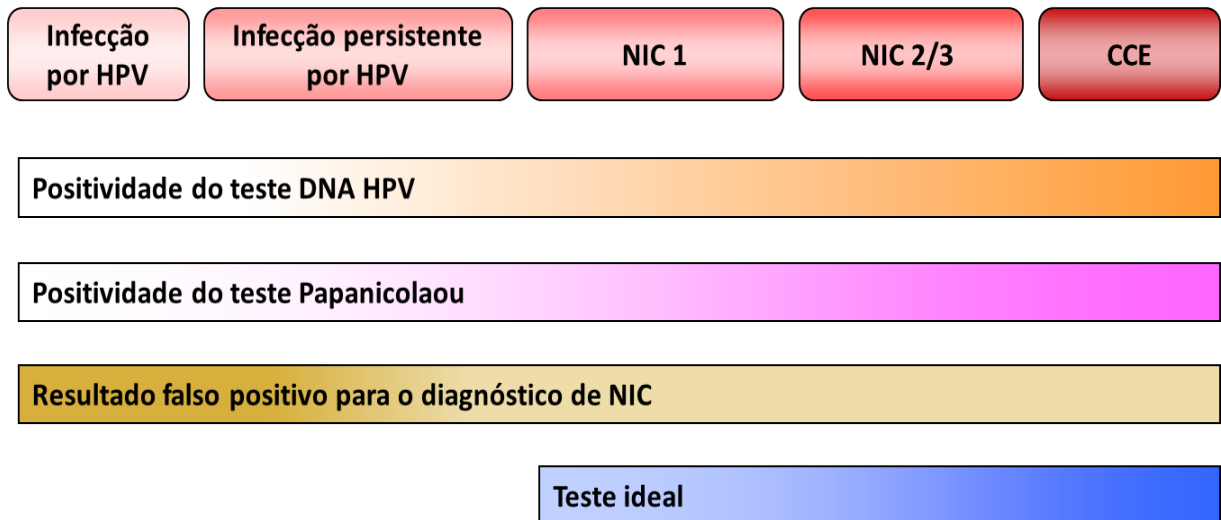 Infecção
por HPV
Infecção persistente
por HPV
NIC 1
NIC 2/3
CCE
Positividade do teste DNA HPV
Positividade do teste Papanicolaou
Resultado falso positivo para o diagnóstico de NIC
Teste ideal